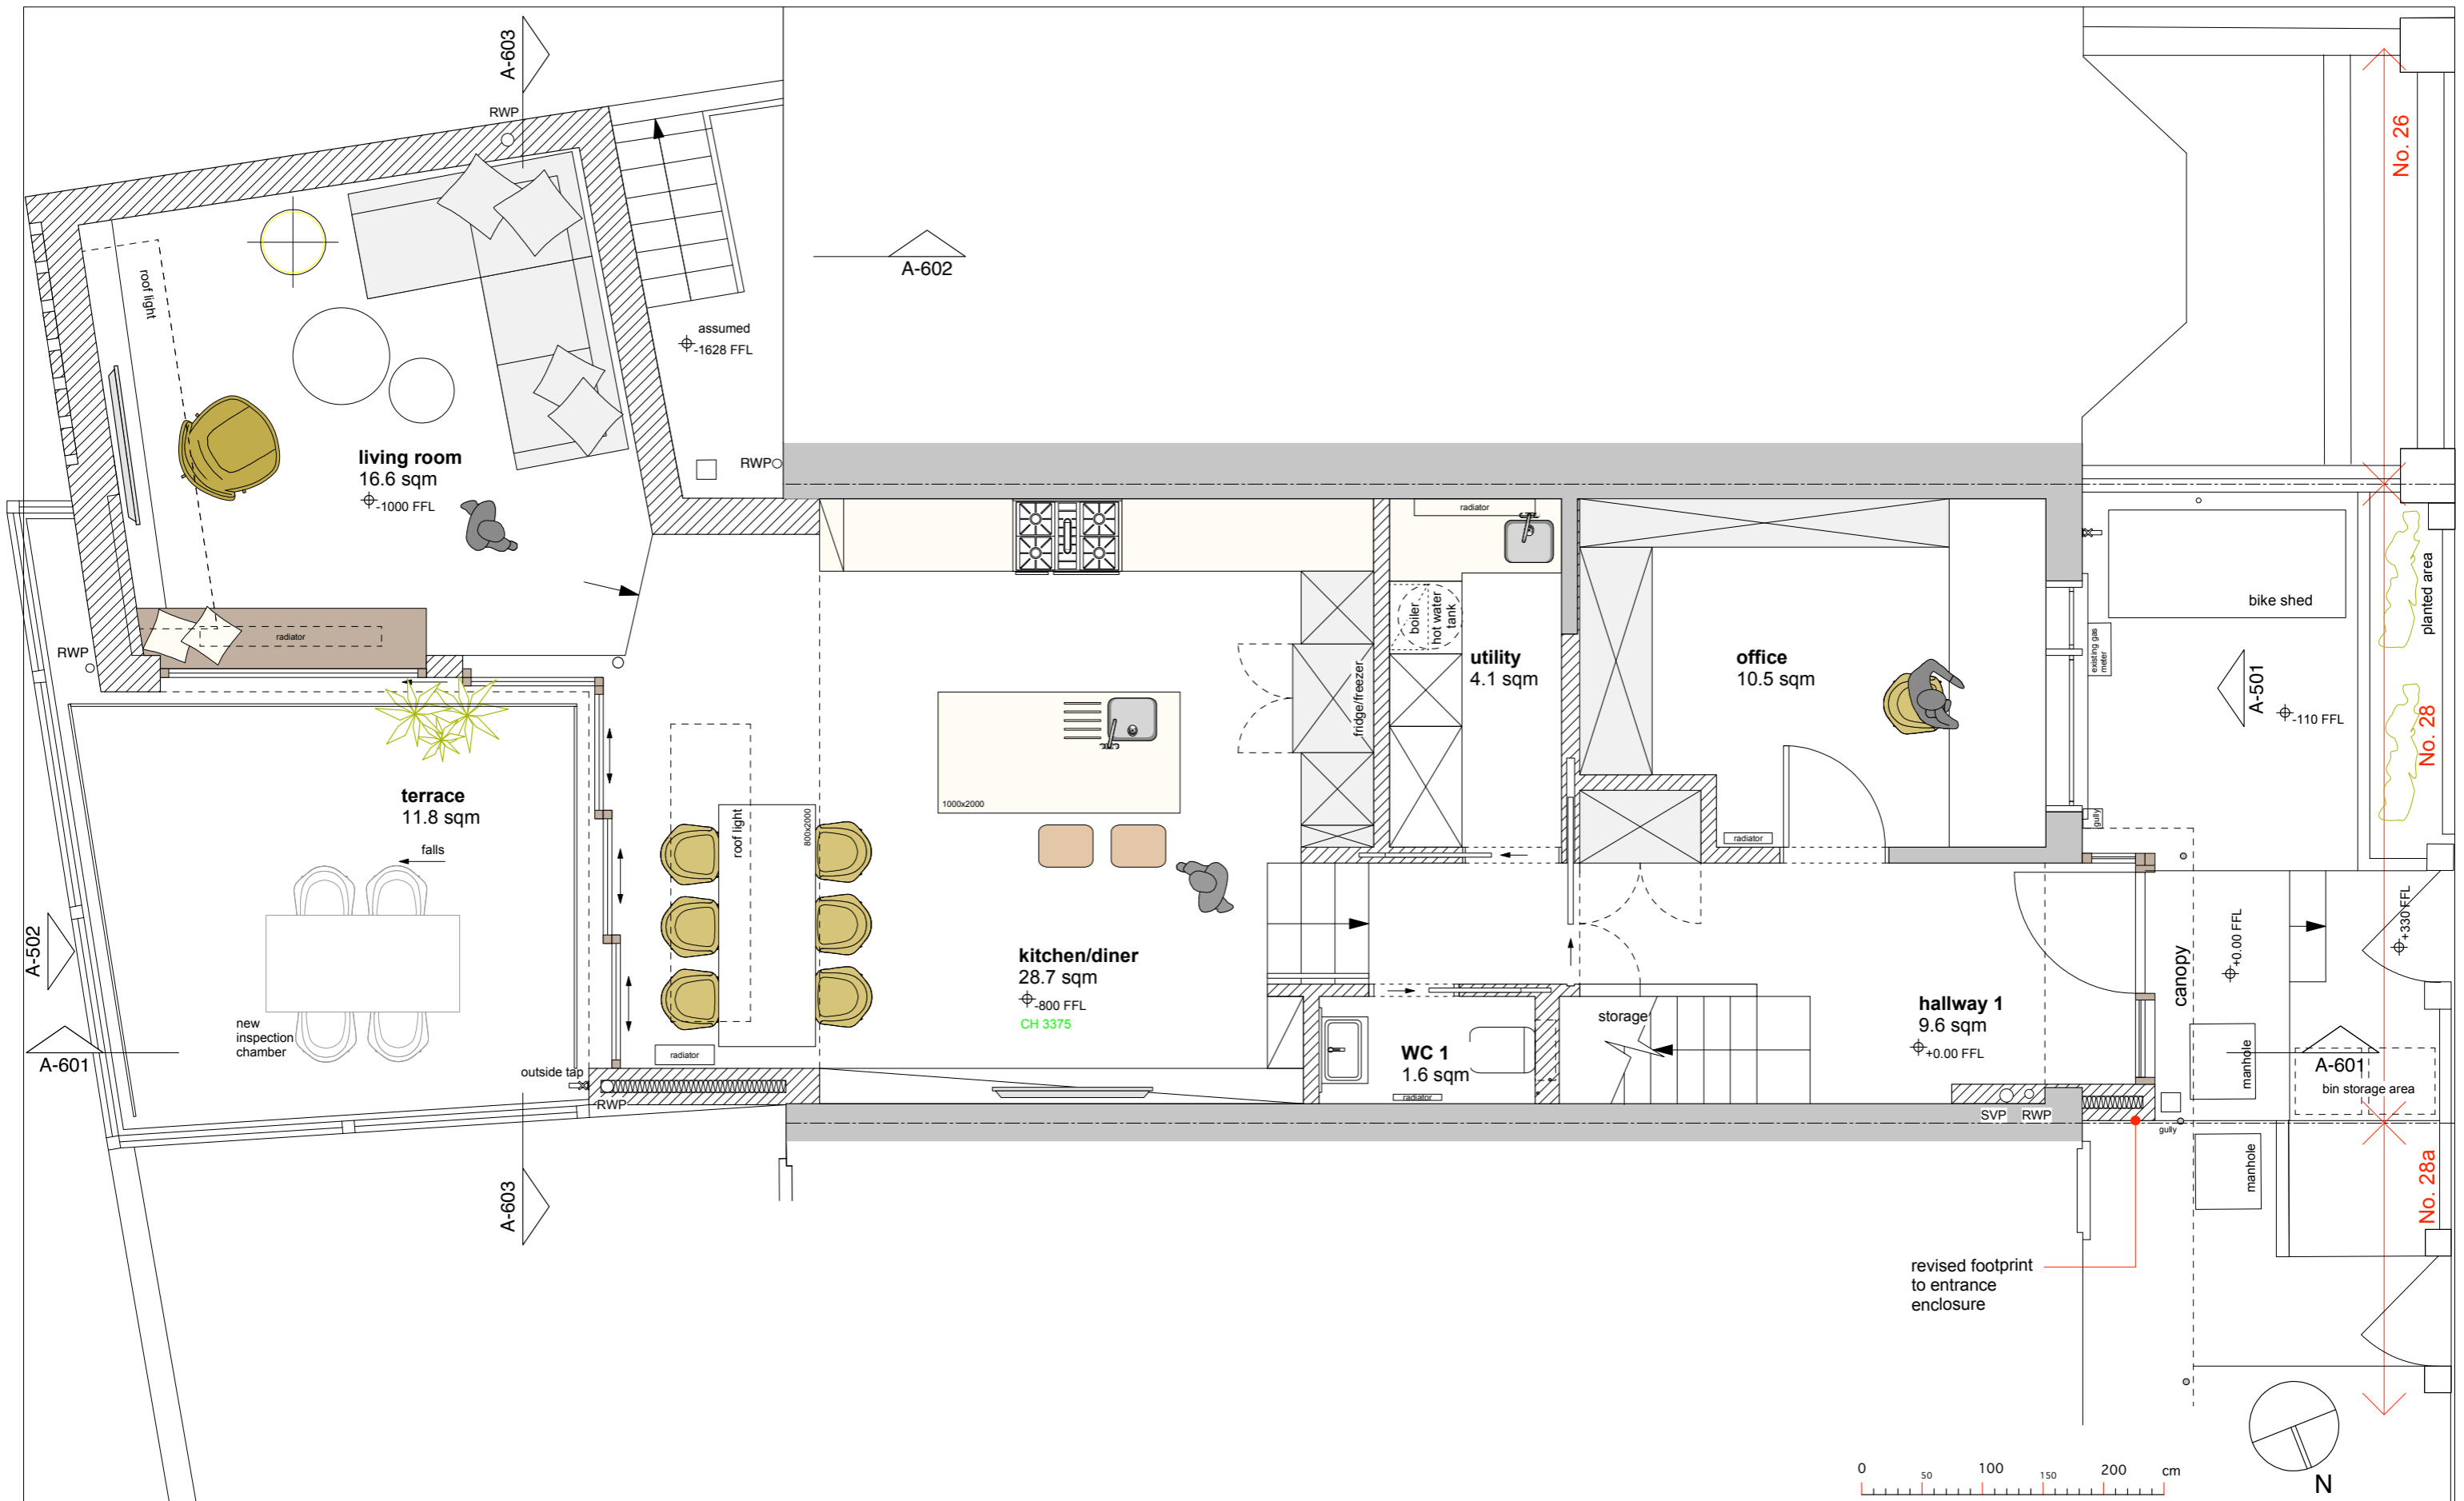 A-603
RWP
No. 26
A-602
roof light
assumed
-1628 FFL
RWP
living room
16.6 sqm
-1000 FFL
radiator
RWP
radiator
boiler
hot water
tank
fridge/freezer
utility
4.1 sqm
office
10.5 sqm
radiator
existing gas
meter
gully
bike shed
planted area
A-501
-110 FFL
No. 28
terrace
11.8 sqm
falls
roof light
800x2000
1000x2000
kitchen/diner
28.7 sqm
-800 FFL
CH 3375
A-502
new
inspection
chamber
A-601
outside tap
RWP
radiator
WC 1
1.6 sqm
radiator
storage
hallway 1
9.6 sqm
+0.00 FFL
SVP
RWP
canopy
+0.00 FFL
+330 FFL
manhole
A-601
bin storage area
gully
manhole
No. 28a
A-603
revised footprint
to entrance
enclosure
0
50
100
150
200
cm
N